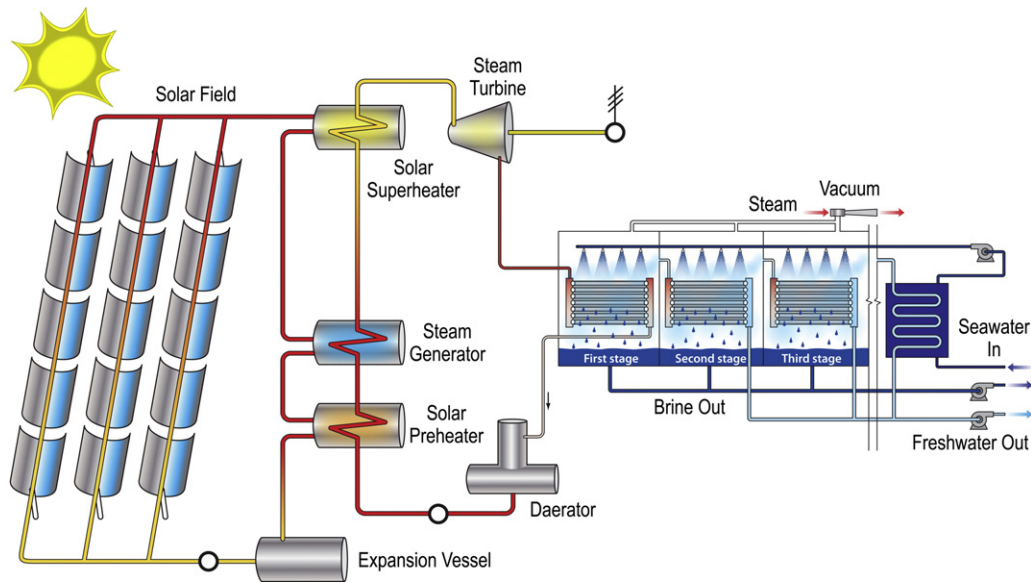 Solar Field
Steam
Turbine
Solar
Superheater
Steam
Vacuum
Steam
Generator
First stage
Second stage
Third stage
Seawater
In
Solar
Preheater
Brine Out
Freshwater Out
Daerator
Expansion Vessel